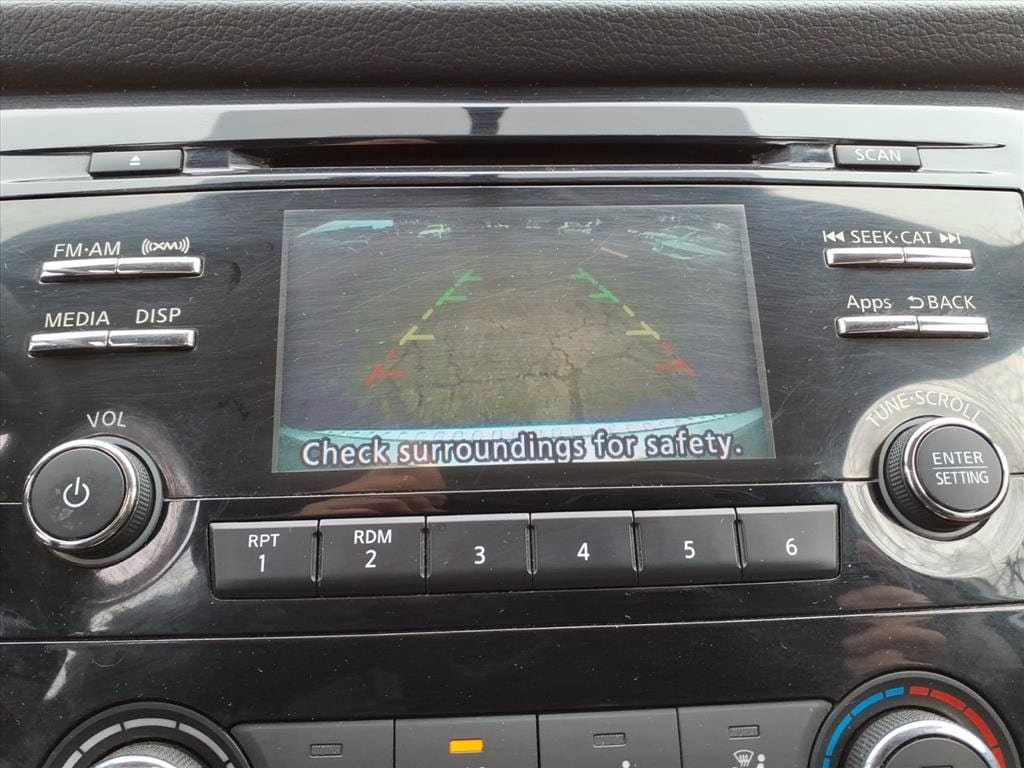 SCAN
FM·AM ((XM))
SEEK·CAT
MEDIA DISP
Apps BACK
VOL
TUNE·SCROLL
ENTER
SETTING
Check surroundings for safety.
RPT
1
RDM
2
3
4
5
6